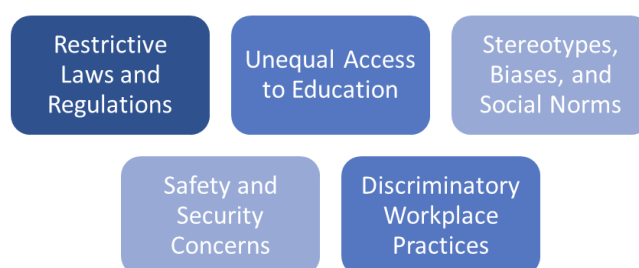 Restrictive
Laws and
Regulations
Unequal Access
to Education
Stereotypes,
Biases, and
Social Norms
Safety and
Security
Concerns
Discriminatory
Workplace
Practices